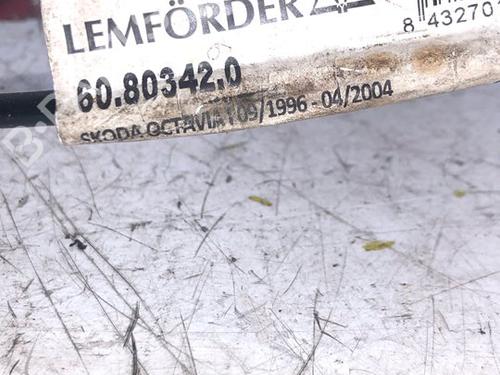 LEMFÖRDER
8 43270
60.80342.0
SKODA OCTAVIA I 09/1996 - 04/2004